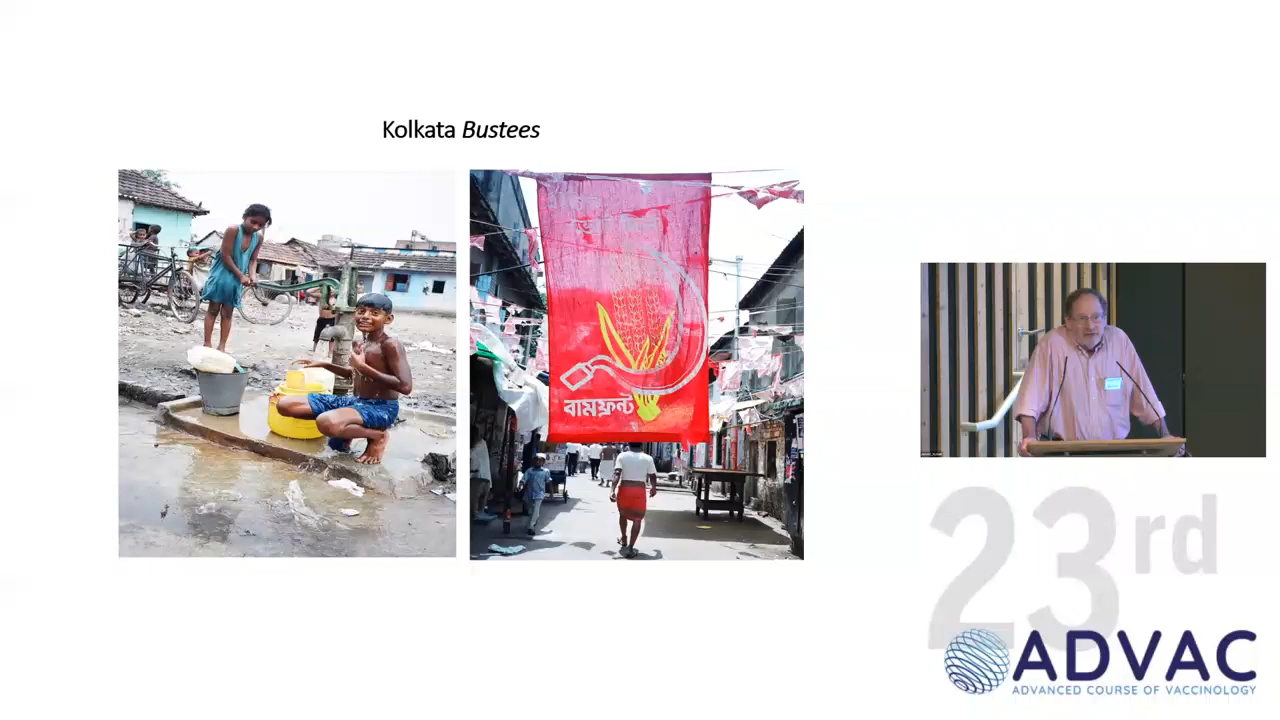 Kolkata Bustees
বামফ্রন্ট
23rd
ADVAC
ADVANCED COURSE OF VACCINOLOGY